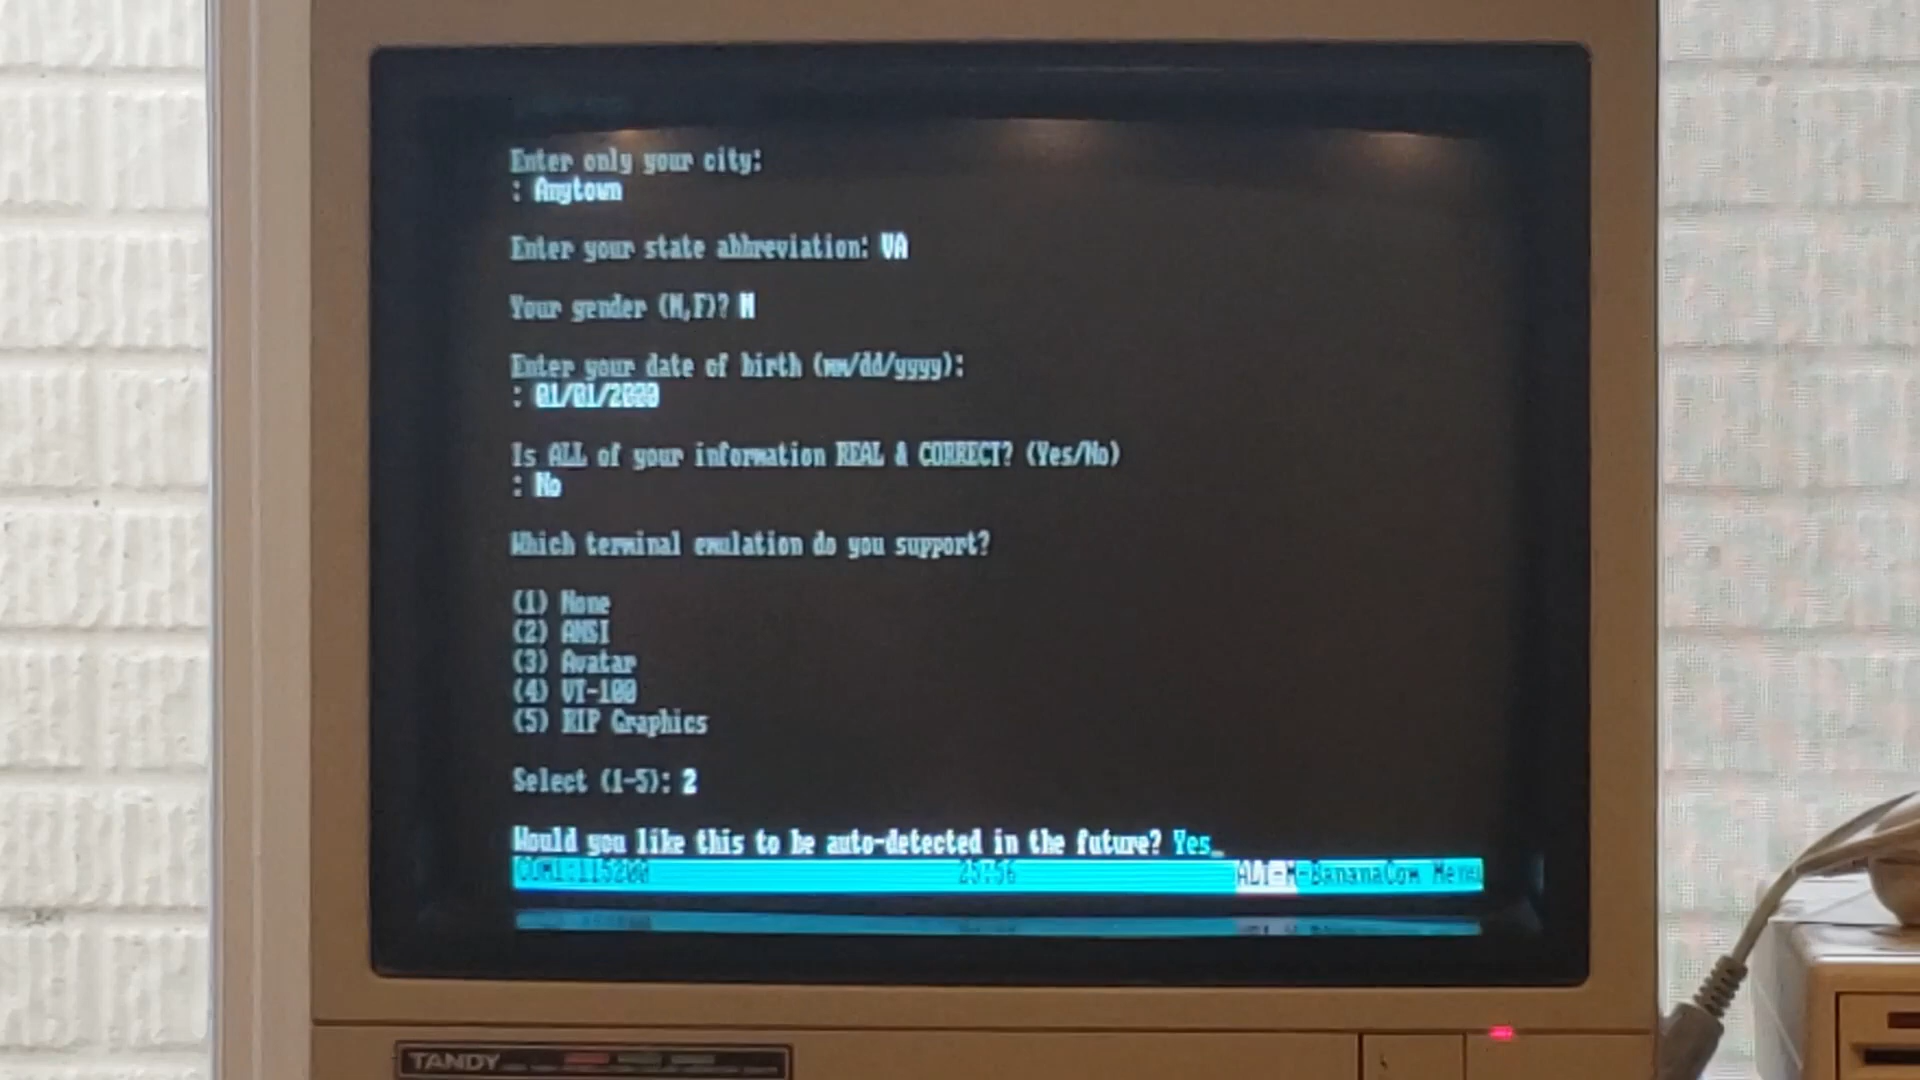 Enter only your city:
: Anytown
Enter your state abbreviation: VA
Your gender (M,F)? M
Enter your date of birth (mm/dd/yyyy):
: 01/01/2000
Is ALL of your information REAL & CORRECT? (Yes/No)
: No
Which terminal emulation do you support?
(1) None
(2) ANSI
(3) Avatar
(4) VT-100
(5) RIP Graphics
Select (1-5): 2
Would you like this to be auto-detected in the future? Yes_
COM1:115200 23:56 ALT-M-BananaCom Menu
TANDY